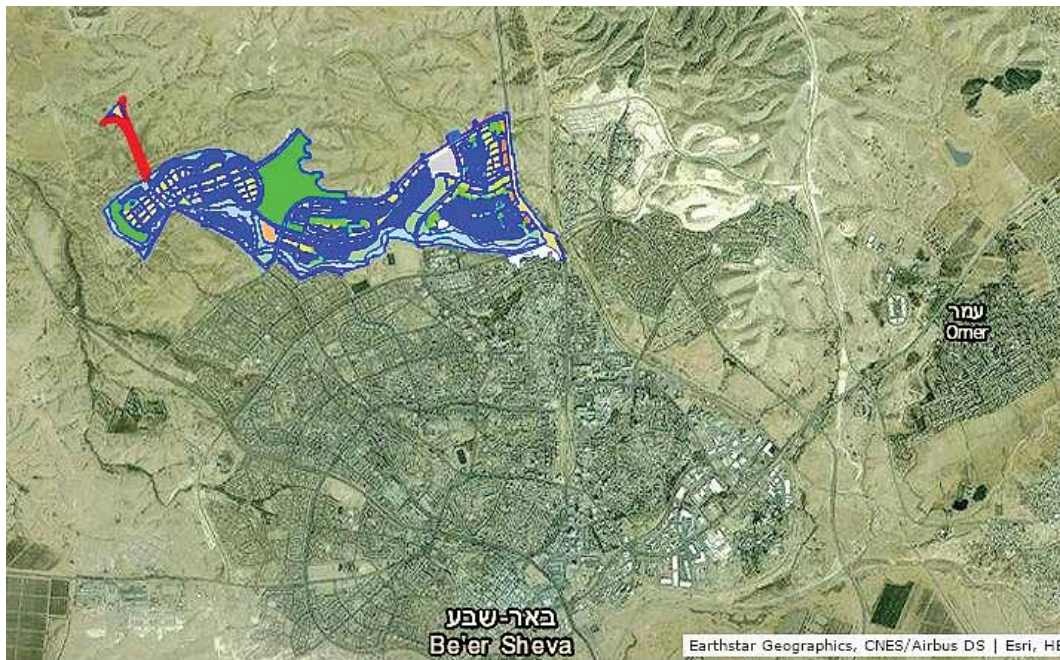 עמר
Omer
באר-שבע
Be'er Sheva
Earthstar Geographics, CNES/Airbus DS | Esri, HE